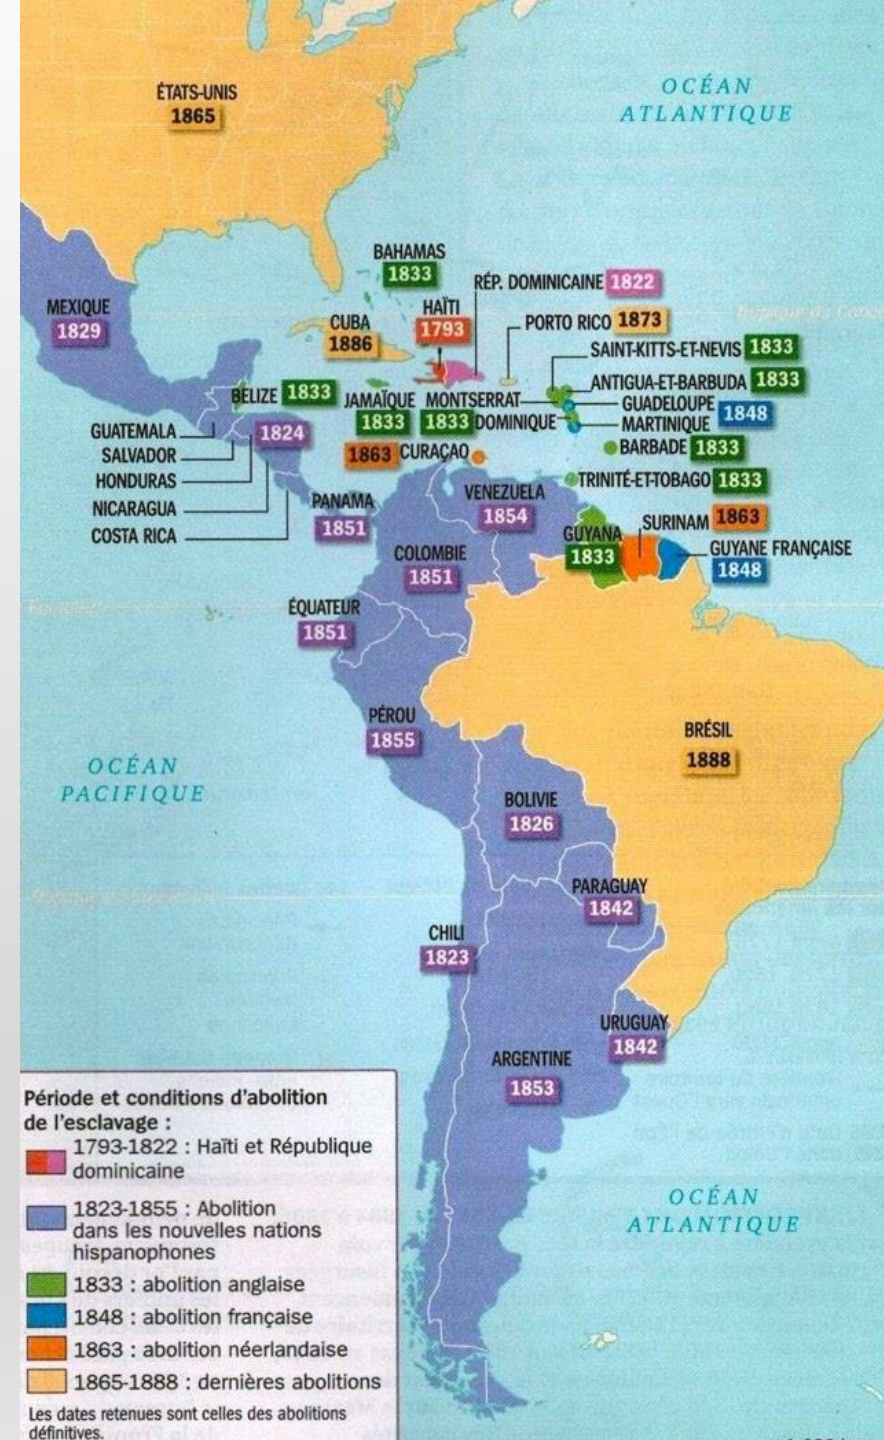 ÉTATS-UNIS
1865
OCÉAN
ATLANTIQUE
BAHAMAS
1833
RÉP. DOMINICAINE 1822
MEXIQUE
1829
CUBA
1886
HAÏTI
1793
PORTO RICO 1873
SAINT-KITTS-ET-NEVIS 1833
BELIZE 1833
JAMAÏQUE
1833
MONTSERRAT
1833
ANTIGUA-ET-BARBUDA 1833
GUADELOUPE
MARTINIQUE
1848
DOMINIQUE
GUATEMALA
SALVADOR
HONDURAS
NICARAGUA
COSTA RICA
1824
1863 CURAÇAO
BARBADE 1833
TRINITÉ-ET-TOBAGO 1833
PANAMA
1851
VENEZUELA
1854
GUYANA
1833
SURINAM 1863
GUYANE FRANÇAISE
1848
COLOMBIE
1851
ÉQUATEUR
1851
PÉROU
1855
BRÉSIL
1888
OCÉAN
PACIFIQUE
BOLIVIE
1826
PARAGUAY
1842
CHILI
1823
URUGUAY
1842
ARGENTINE
1853
OCÉAN
ATLANTIQUE
Période et conditions d'abolition
de l'esclavage :
1793-1822 : Haïti et République
dominicaine
1823-1855 : Abolition
dans les nouvelles nations
hispanophones
1833 : abolition anglaise
1848 : abolition française
1863 : abolition néerlandaise
1865-1888 : dernières abolitions
Les dates retenues sont celles des abolitions
définitives.